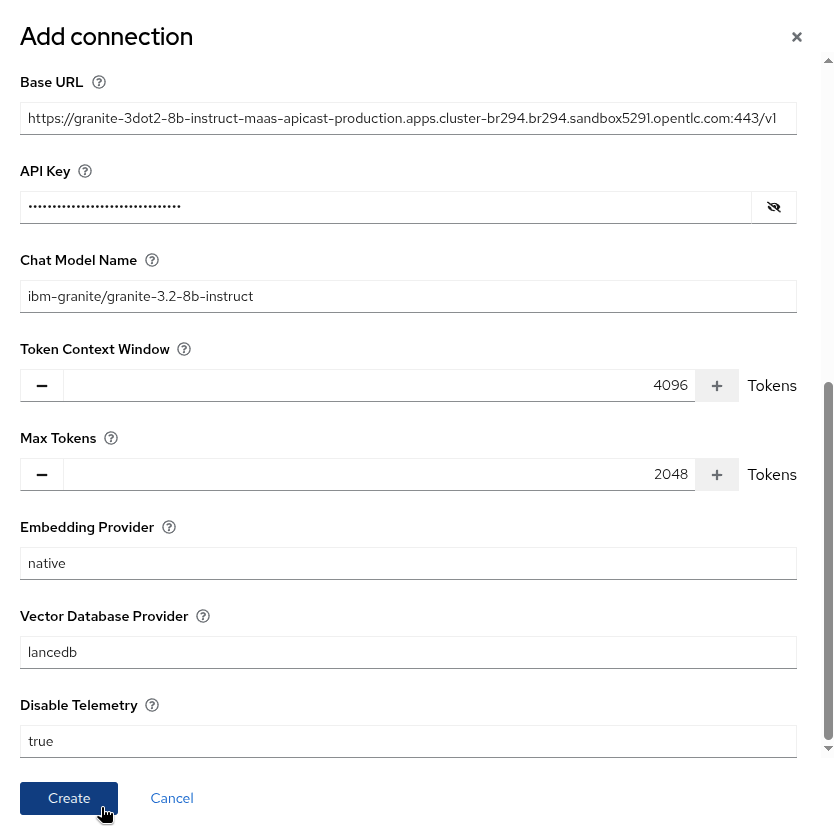 Add connection
Base URL
https://granite-3dot2-8b-instruct-maas-apicast-production.apps.cluster-br294.br294.sandbox5291.opentlc.com:443/v1
API Key
••••••••••••••••••••••••••••••••
Chat Model Name
ibm-granite/granite-3.2-8b-instruct
Token Context Window
4096 Tokens
Max Tokens
2048 Tokens
Embedding Provider
native
Vector Database Provider
lancedb
Disable Telemetry
true
Create Cancel